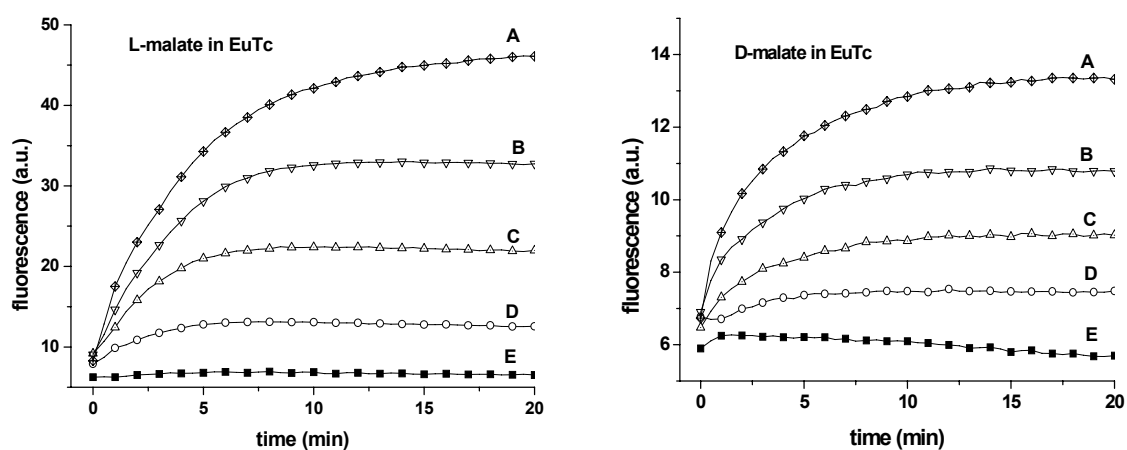 L-malate in EuTc
A
B
C
D
E
50
40
30
20
10
fluorescence (a.u.)
0
5
10
15
20
time (min)
D-malate in EuTc
A
B
C
D
E
14
12
10
8
6
fluorescence (a.u.)
0
5
10
15
20
time (min)